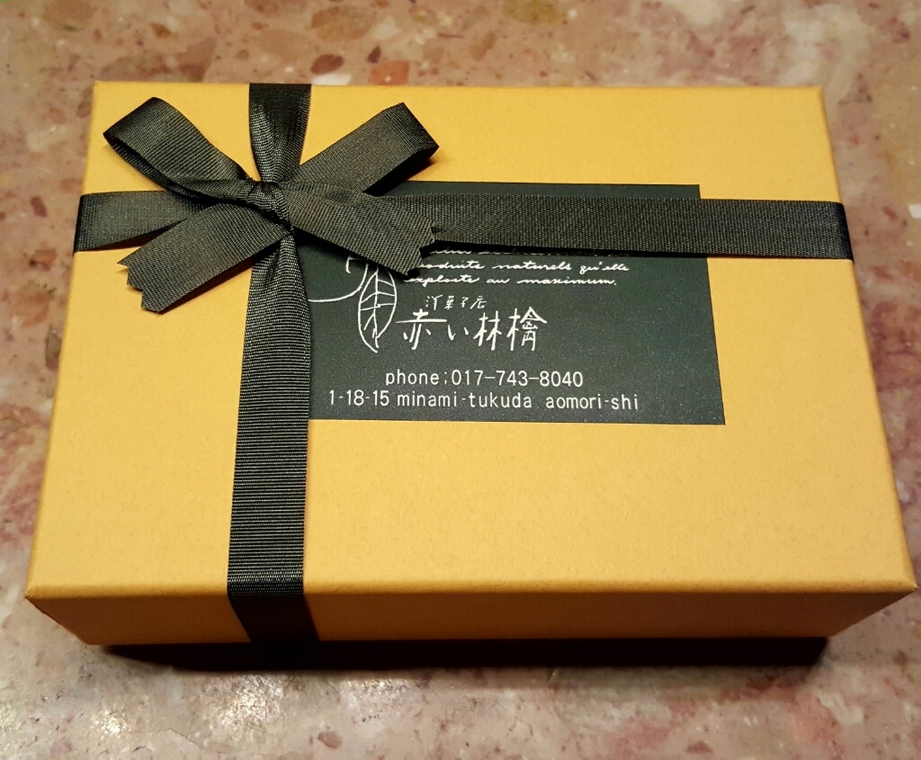 produits naturels qu'elle
exploite au maximum.
洋菓子店
赤い林檎
phone:017-743-8040
1-18-15 minami-tukuda aomori-shi